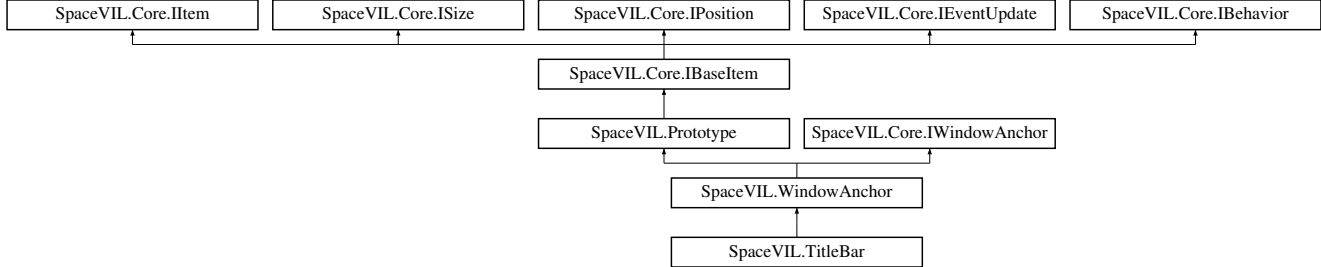 SpaceVIL.Core.IItem
SpaceVIL.Core.ISize
SpaceVIL.Core.IPosition
SpaceVIL.Core.IEventUpdate
SpaceVIL.Core.IBehavior
SpaceVIL.Core.IBaseItem
SpaceVIL.Prototype
SpaceVIL.Core.IWindowAnchor
SpaceVIL.WindowAnchor
SpaceVIL.TitleBar